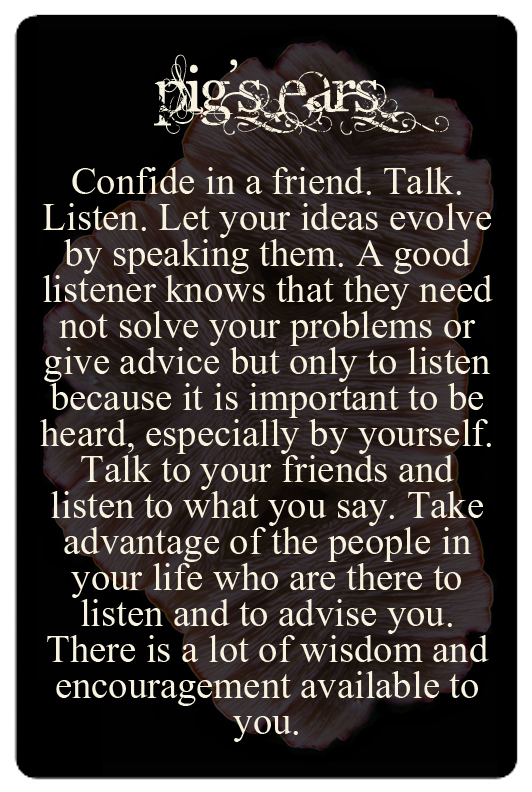 pig's ears
Confide in a friend. Talk.
Listen. Let your ideas evolve
by speaking them. A good
listener knows that they need
not solve your problems or
give advice but only to listen
because it is important to be
heard, especially by yourself.
Talk to your friends and
listen to what you say. Take
advantage of the people in
your life who are there to
listen and to advise you.
There is a lot of wisdom and
encouragement available to
you.